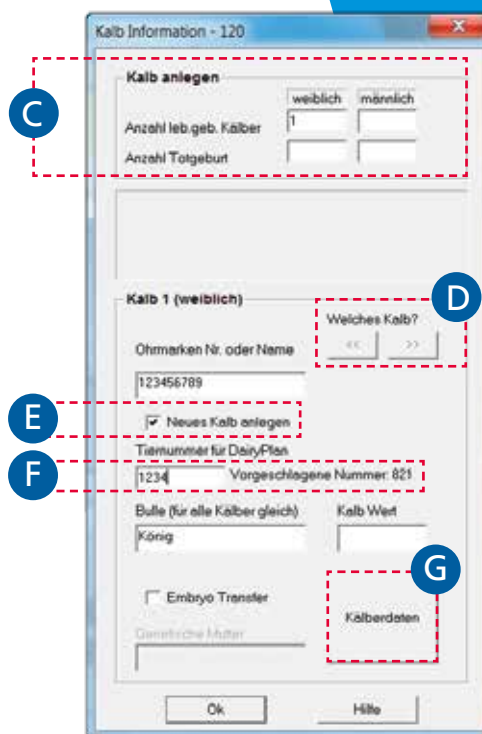 Kalb Information - 120
Kalb anlegen
weiblich männlich
C
Anzahl leb.geb. Kälber 1
Anzahl Totgeburt
Kalb 1 (weiblich)
D
Welches Kalb?
<< >>
Ohrmarken Nr. oder Name
123456789
E
Neues Kalb anlegen
Tiernummer für DairyPlan
F
1234 Vorgeschlagene Nummer: 821
Bulle (für alle Kälber gleich) Kalb Wert
König
G
Embryo Transfer
Kälberdaten
Genetische Mutter
Ok Hilfe